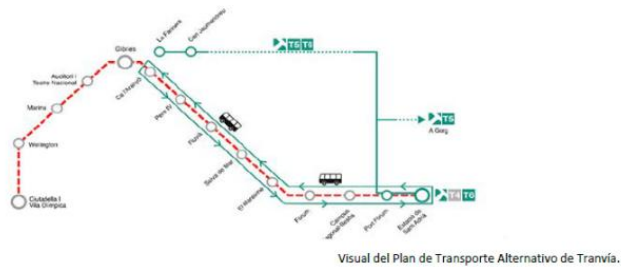 La Farinera
Can Jaumandreu
T5 T6
Glòries
Auditori I
Teatre Nacional
Ca l'Aranyó
Marina
Pere IV
Fluvià
T5
A Gorg
Wellington
Selva de Mar
El Maresme
Ciutadella I
Vila Olímpica
Fòrum
Campus
Port Fòrum
Estació de
Sant Adrià
T4 T6
Visual del Plan de Transporte Alternativo de Tranvía.